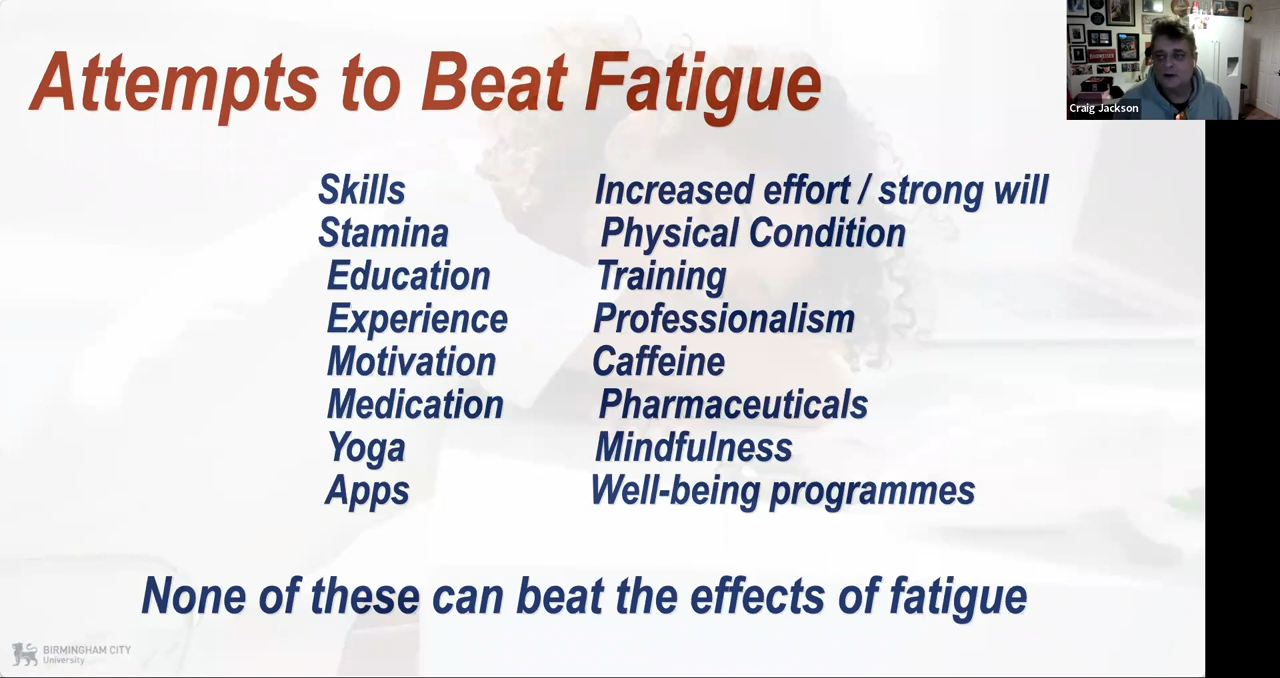 Attempts to Beat Fatigue
Craig Jackson
Skills Increased effort / strong will
Stamina Physical Condition
Education Training
Experience Professionalism
Motivation Caffeine
Medication Pharmaceuticals
Yoga Mindfulness
Apps Well-being programmes
None of these can beat the effects of fatigue
BIRMINGHAM CITY
University